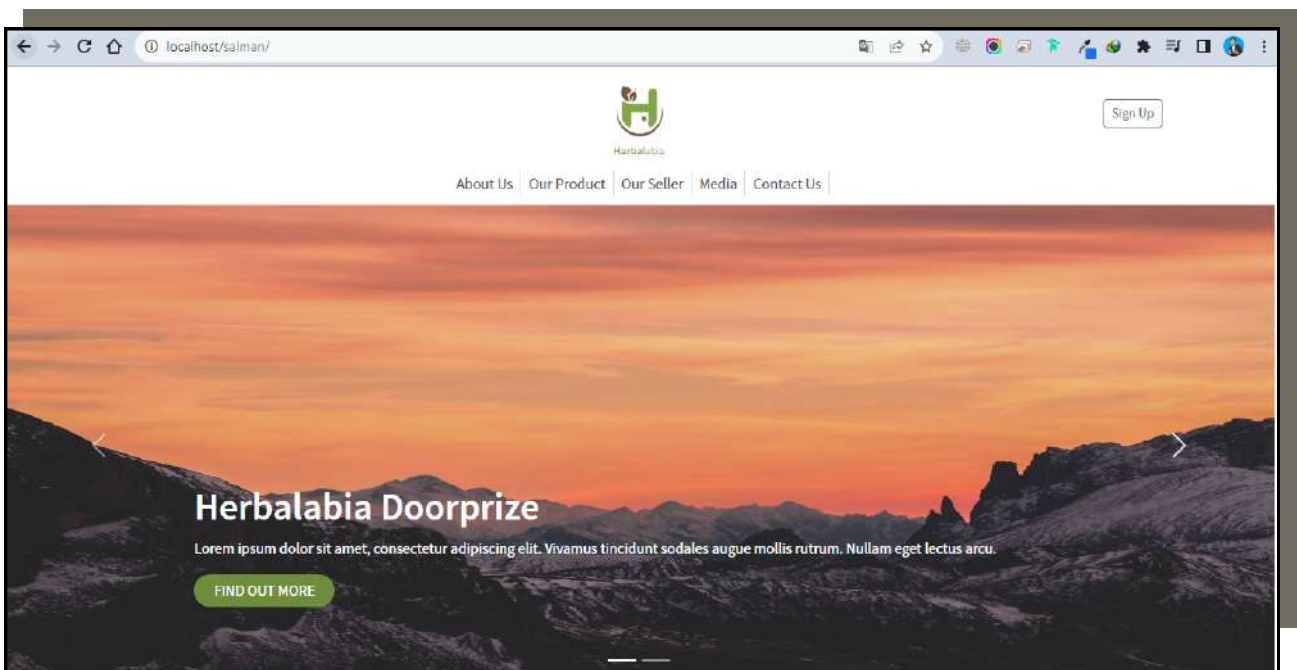 localhost/salman/
Sign Up
Herbalabia
About Us Our Product Our Seller Media Contact Us
Herbalabia Doorprize
Lorem ipsum dolor sit amet, consectetur adipiscing elit. Vivamus tincidunt sodales augue mollis rutrum. Nullam eget lectus arcu.
FIND OUT MORE